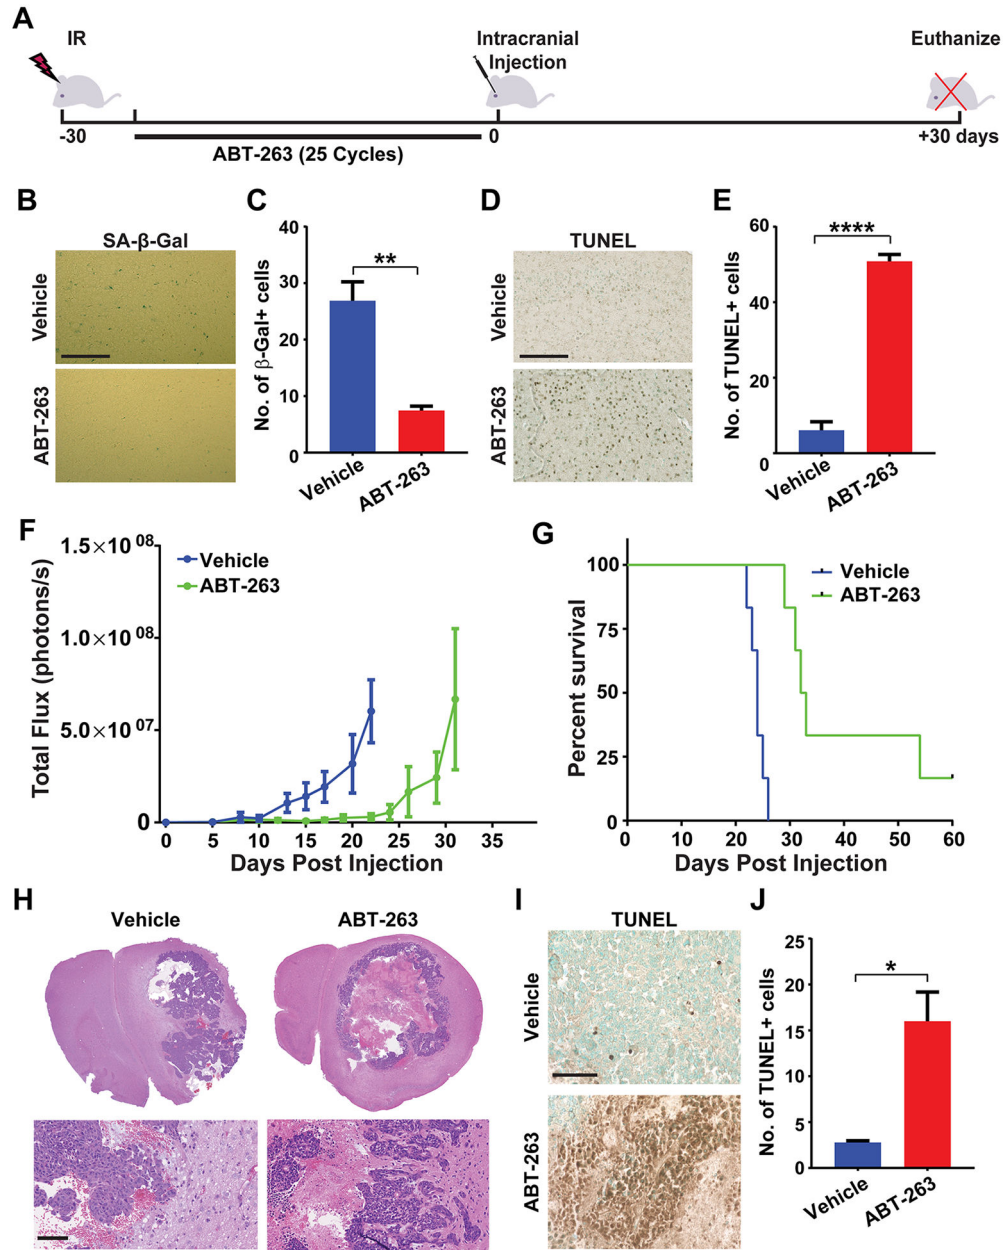 A
IR
Intracranial
Injection
Euthanize
-30
0
+30 days
ABT-263 (25 Cycles)
B
SA-β-Gal
Vehicle
ABT-263
C
No. of β-Gal+ cells
40
30
20
10
0
**
Vehicle
ABT-263
D
TUNEL
Vehicle
ABT-263
E
No. of TUNEL+ cells
60
40
20
0
****
Vehicle
ABT-263
F
Total Flux (photons/s)
1.5×10 08
1.0×10 08
5.0×10 07
0
Vehicle
ABT-263
0 5 10 15 20 25 30 35
Days Post Injection
G
Percent survival
100
75
50
25
0
Vehicle
ABT-263
0 10 20 30 40 50 60
Days Post Injection
H
Vehicle
ABT-263
I
TUNEL
Vehicle
ABT-263
J
No. of TUNEL+ cells
25
20
15
10
5
0
*
Vehicle
ABT-263